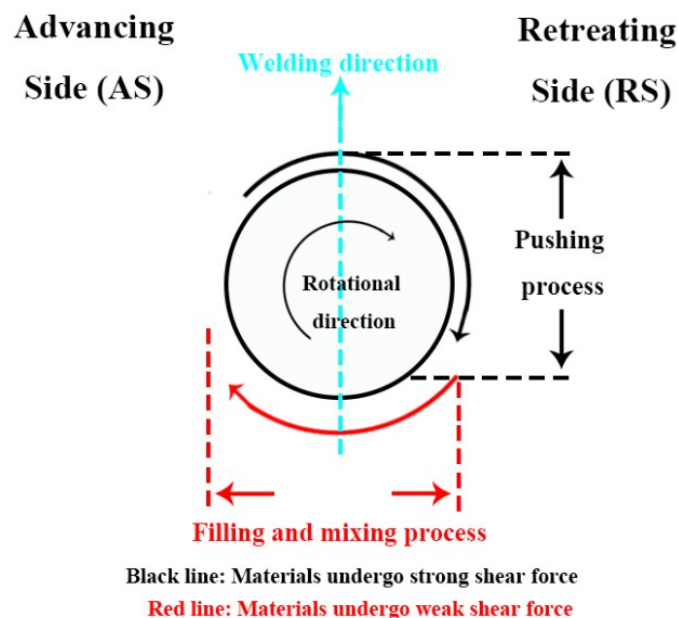 Advancing
Side (AS)
Retreating
Side (RS)
Welding direction
Pushing
process
Rotational
direction
Filling and mixing process
Black line: Materials undergo strong shear force
Red line: Materials undergo weak shear force